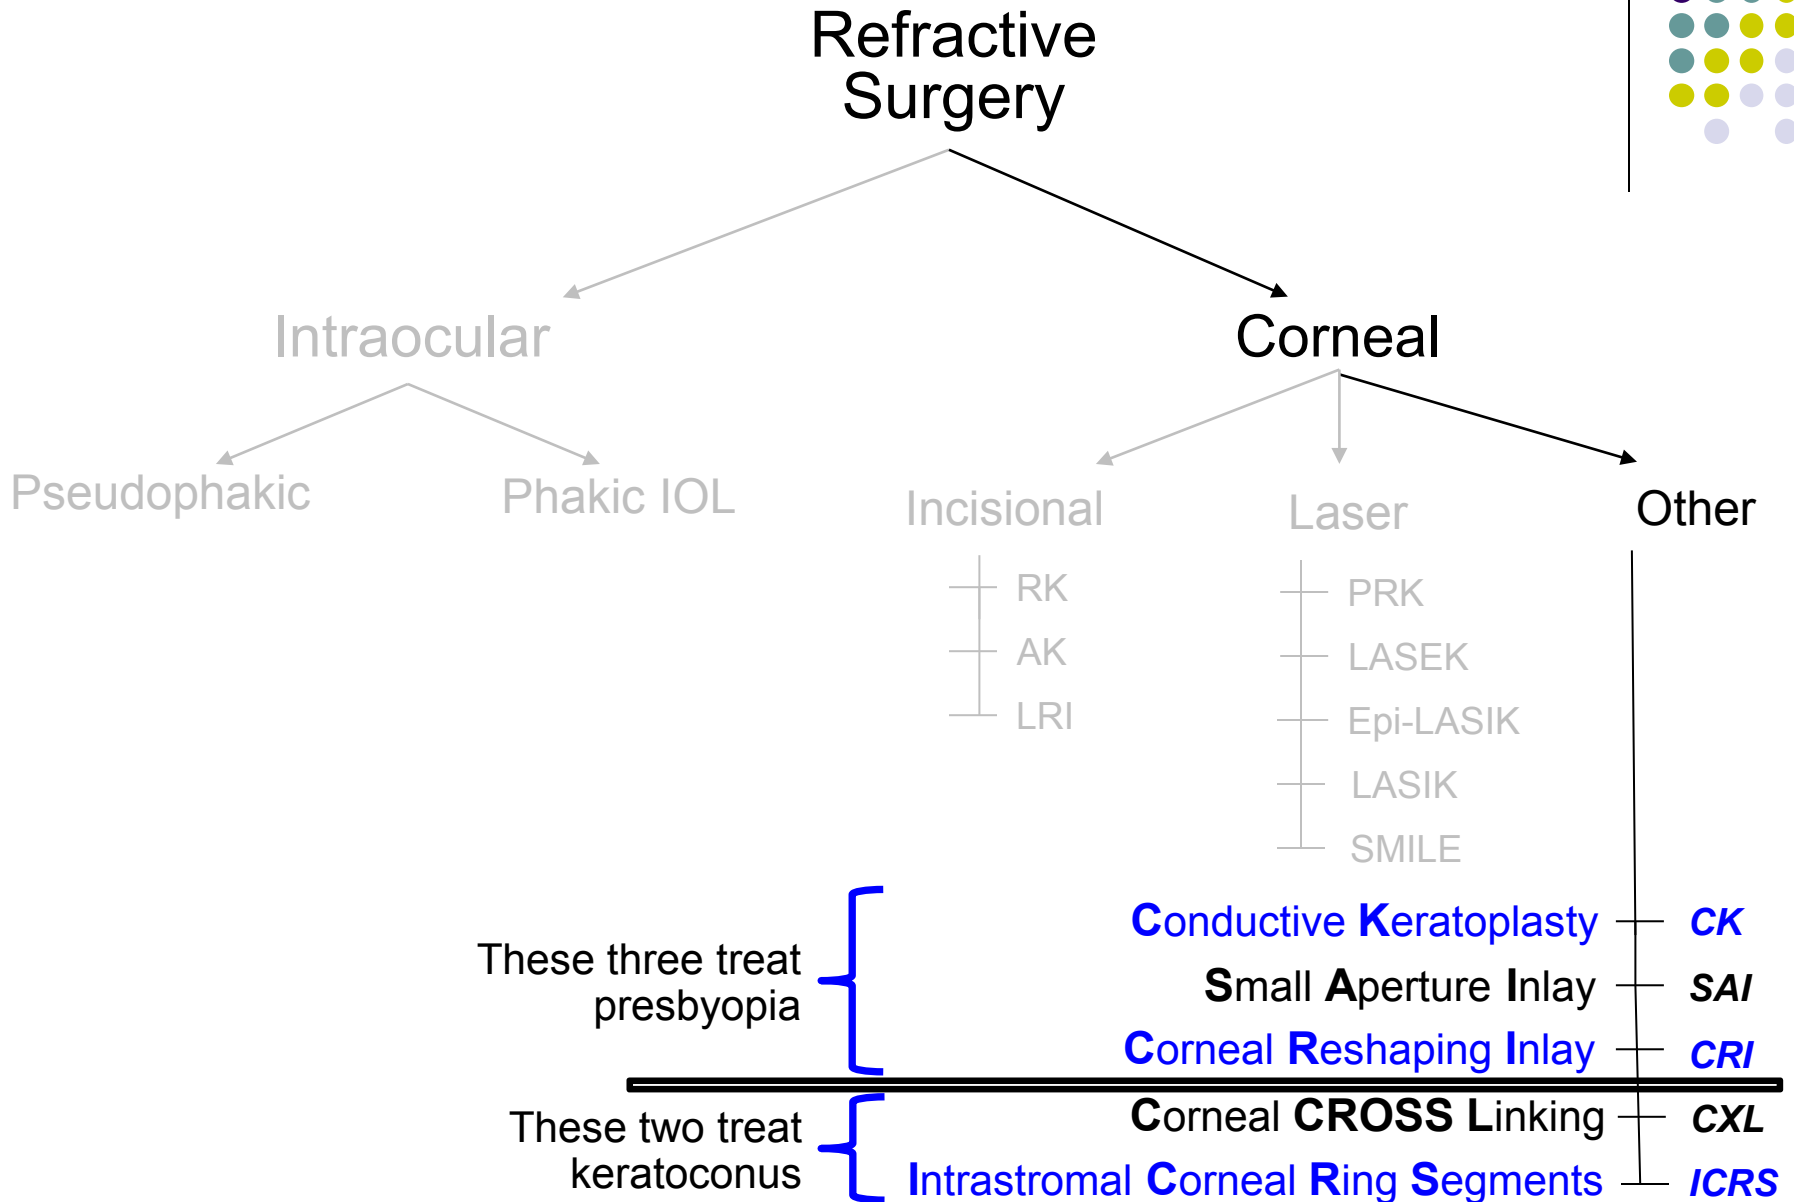 Refractive
Surgery
Intraocular
Corneal
Pseudophakic
Phakic IOL
Incisional
Laser
Other
RK
AK
LRI
PRK
LASEK
Epi-LASIK
LASIK
SMILE
These three treat
presbyopia
Conductive Keratoplasty CK
Small Aperture Inlay SAI
Corneal Reshaping Inlay CRI
These two treat
keratoconus
Corneal CROSS Linking CXL
Intrastromal Corneal Ring Segments ICRS